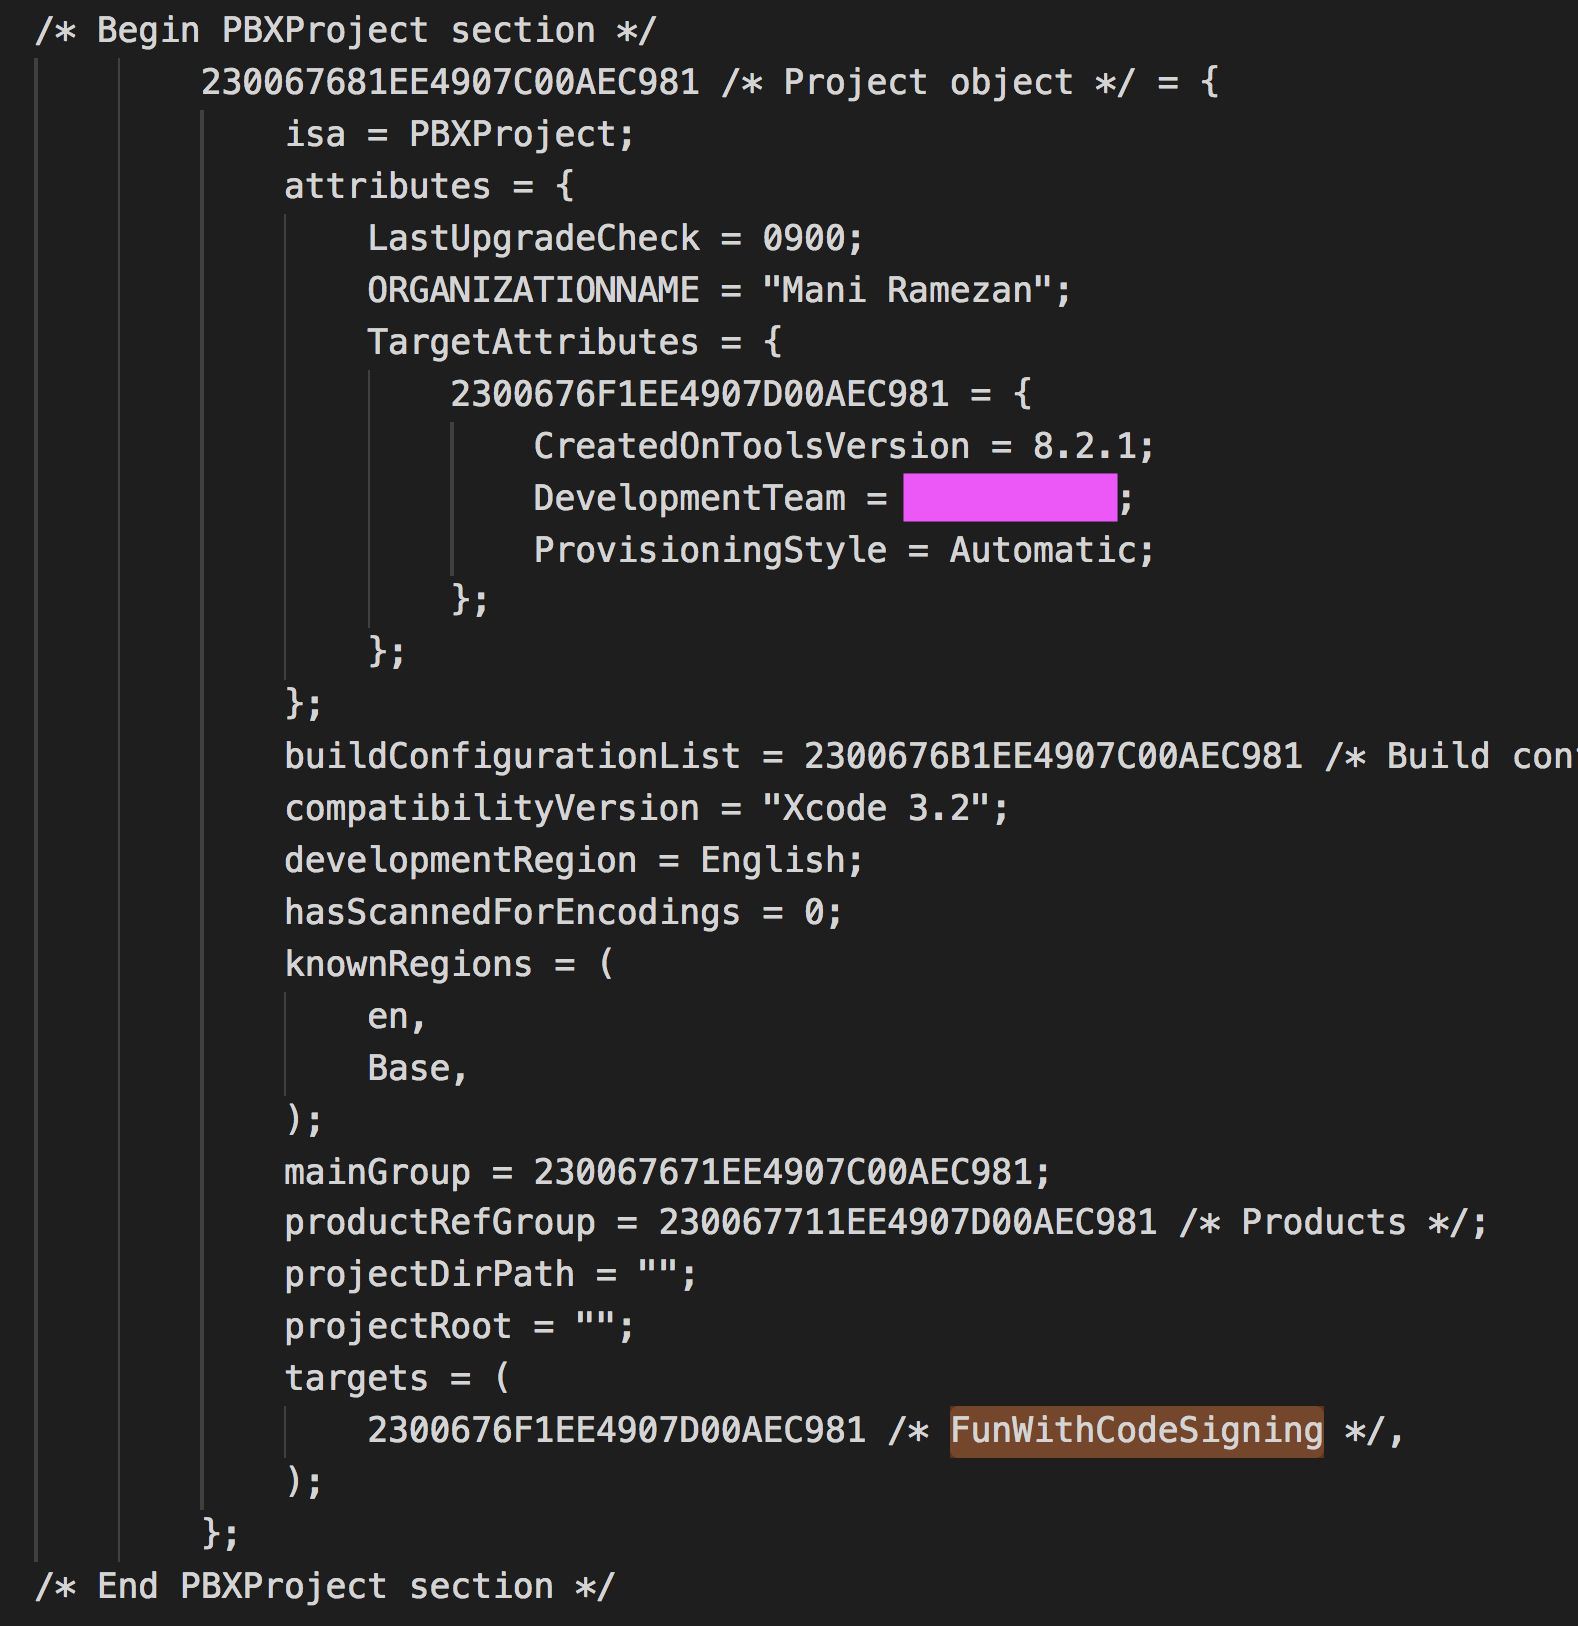 /* Begin PBXProject section */
230067681EE4907C00AEC981 /* Project object */ = {
isa = PBXProject;
attributes = {
LastUpgradeCheck = 0900;
ORGANIZATIONNAME = "Mani Ramezan";
TargetAttributes = {
2300676F1EE4907D00AEC981 = {
CreatedOnToolsVersion = 8.2.1;
DevelopmentTeam = ;
ProvisioningStyle = Automatic;
};
};
};
buildConfigurationList = 2300676B1EE4907C00AEC981 /* Build con
compatibilityVersion = "Xcode 3.2";
developmentRegion = English;
hasScannedForEncodings = 0;
knownRegions = (
en,
Base,
);
mainGroup = 230067671EE4907C00AEC981;
productRefGroup = 230067711EE4907D00AEC981 /* Products */;
projectDirPath = "";
projectRoot = "";
targets = (
2300676F1EE4907D00AEC981 /* FunWithCodeSigning */,
);
};
/* End PBXProject section */